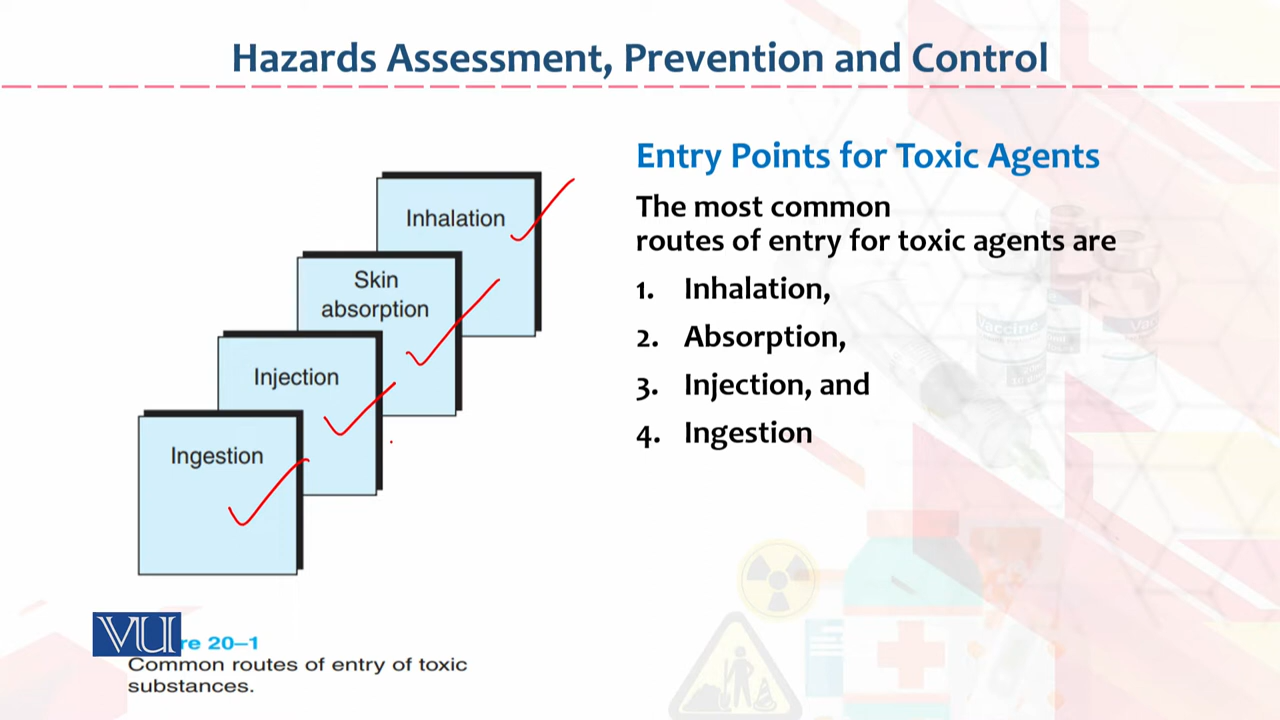 Hazards Assessment, Prevention and Control
Inhalation
Skin
absorption
Injection
Ingestion
VU
re 20–1
Common routes of entry of toxic
substances.
Entry Points for Toxic Agents
The most common
routes of entry for toxic agents are
1. Inhalation,
2. Absorption,
3. Injection, and
4. Ingestion
Vaccine